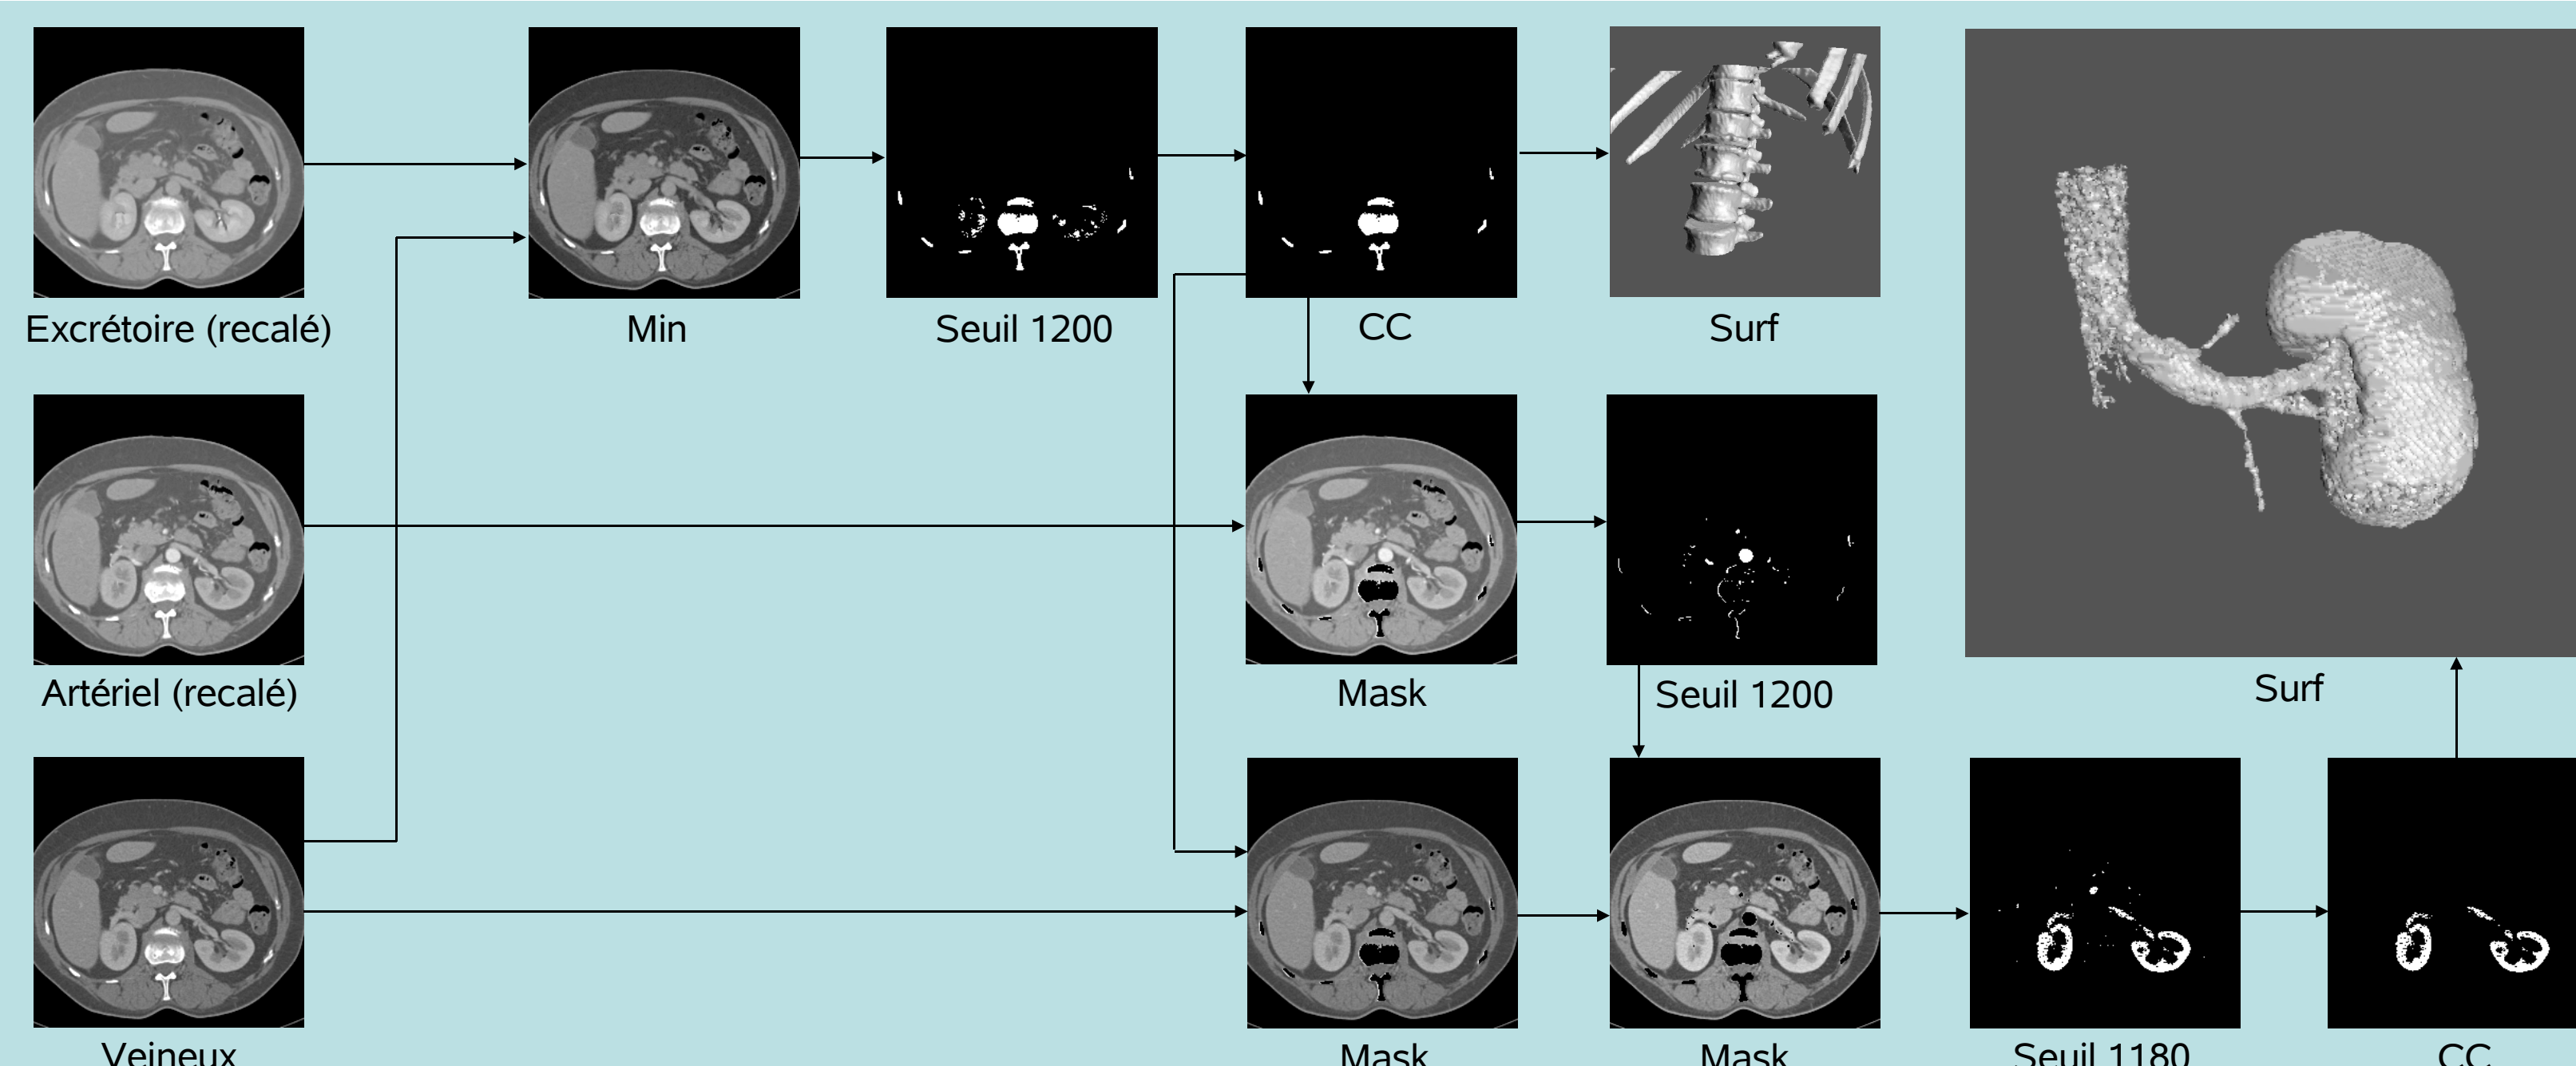 Excrétoire (recalé)
Min
Seuil 1200
CC
Surf
Artériel (recalé)
Mask
Seuil 1200
Surf
Veineux
Mask
Mask
Seuil 1180
CC